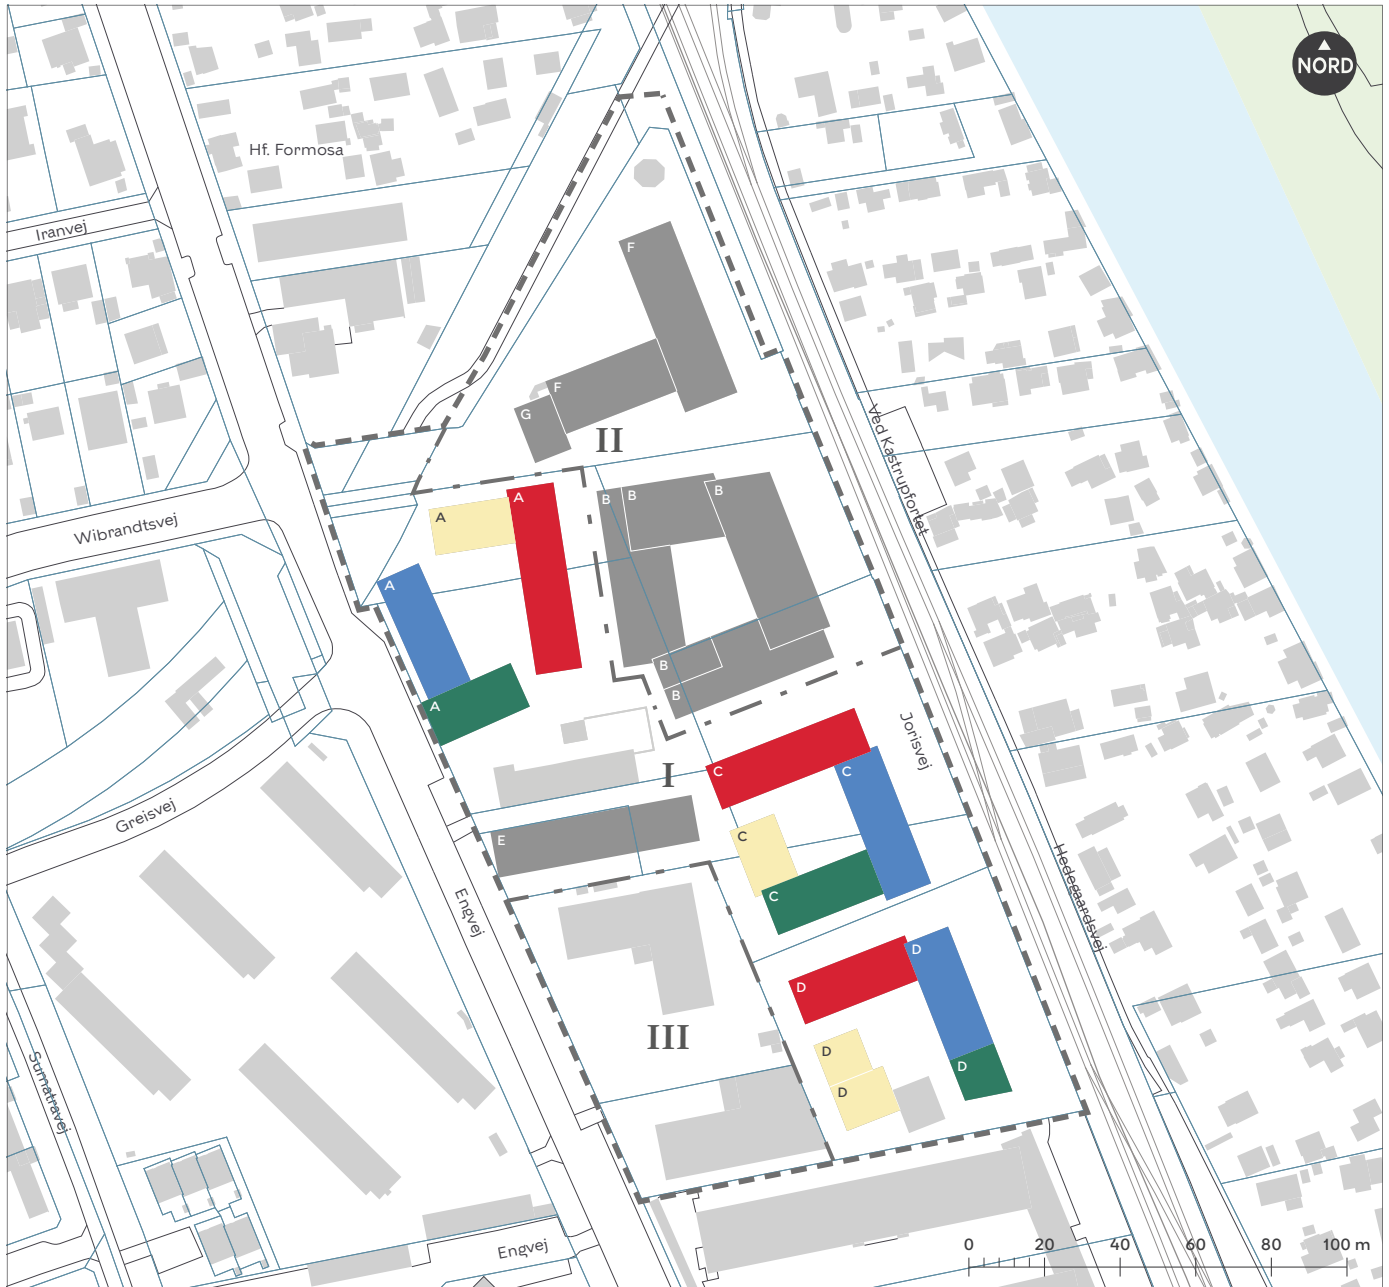 NORD
Hf. Formosa
Iranvej
F
F
G
II
A
A
B
B
B
Ved Kastrupfortet
Wibrandtsvej
A
B
B
A
Jorisvej
I
C
C
Greisvej
E
C
C
Hedegaardsvej
Engvej
D
D
III
D
D
D
Sumatravej
Engvej
0 20 40 60 80 100 m